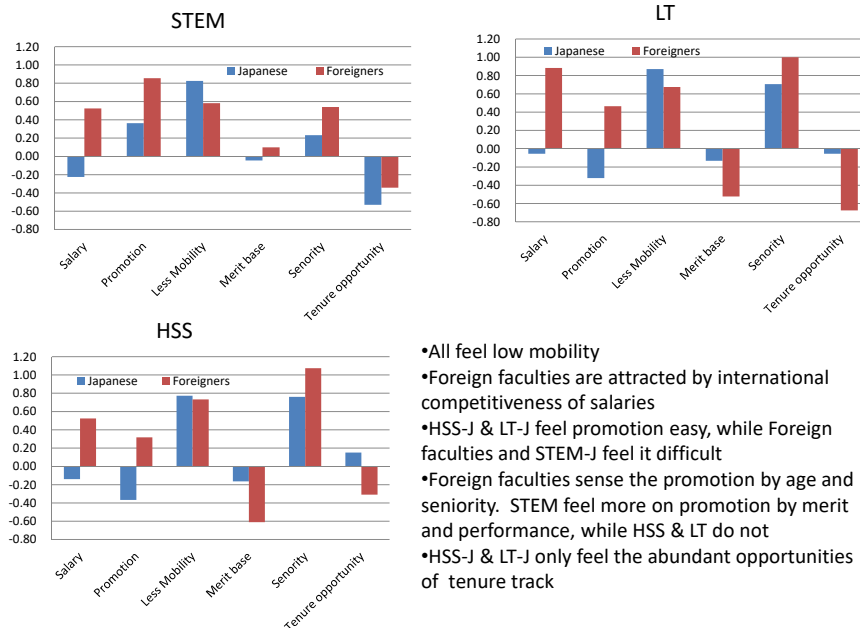 STEM
1.20
1.00
0.80
0.60
0.40
0.20
0.00
-0.20
-0.40
-0.60
-0.80
Japanese Foreigners
Salary
Promotion
Less Mobility
Merit base
Senority
Tenure opportunity
LT
1.20
1.00
0.80
0.60
0.40
0.20
0.00
-0.20
-0.40
-0.60
-0.80
Japanese Foreigners
Salary
Promotion
Less Mobility
Merit base
Senority
Tenure opportunity
HSS
1.20
1.00
0.80
0.60
0.40
0.20
0.00
-0.20
-0.40
-0.60
-0.80
Japanese Foreigners
Salary
Promotion
Less Mobility
Merit base
Senority
Tenure opportunity
•All feel low mobility
•Foreign faculties are attracted by international
competitiveness of salaries
•HSS-J & LT-J feel promotion easy, while Foreign
faculties and STEM-J feel it difficult
•Foreign faculties sense the promotion by age and
seniority.  STEM feel more on promotion by merit
and performance, while HSS & LT do not
•HSS-J & LT-J only feel the abundant opportunities
of  tenure track